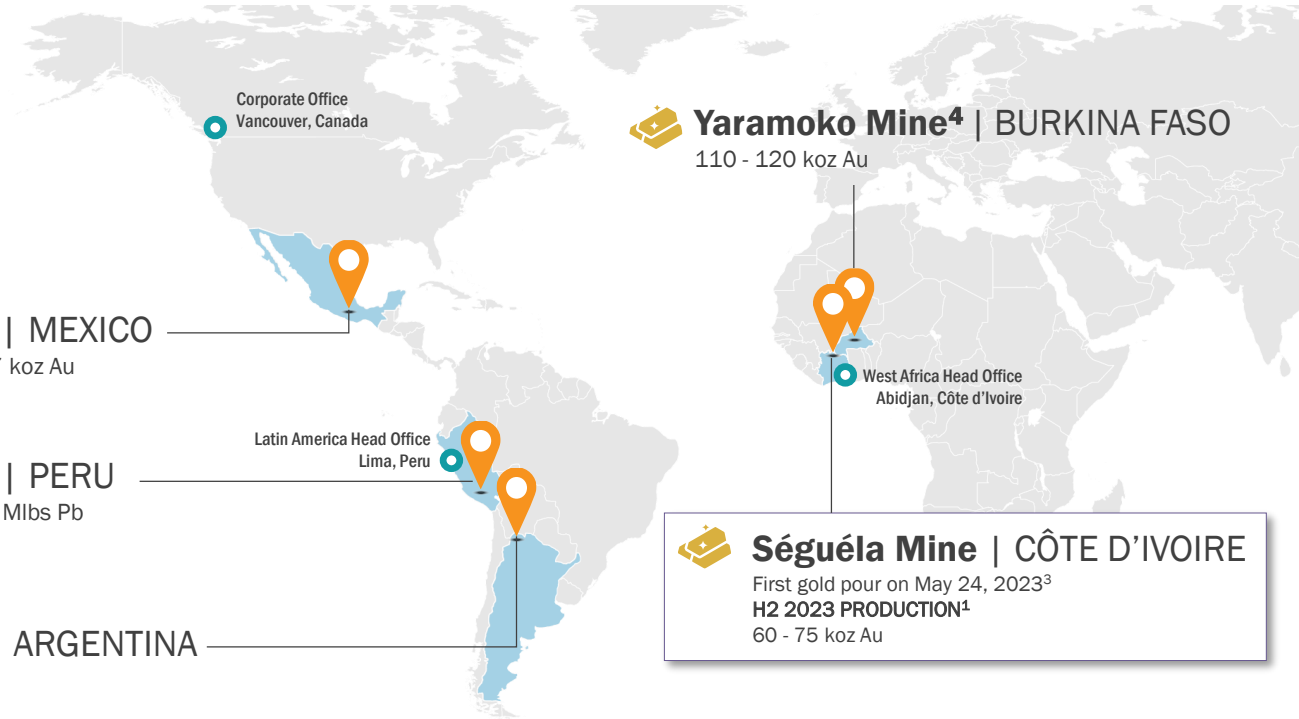 Corporate Office
Vancouver, Canada
Yaramoko Mine⁴ | BURKINA FASO
110 - 120 koz Au
| MEXICO
koz Au
West Africa Head Office
Abidjan, Côte d'Ivoire
Latin America Head Office
Lima, Peru
| PERU
Mlbs Pb
Séguéla Mine | CÔTE D'IVOIRE
First gold pour on May 24, 2023³
H2 2023 PRODUCTION¹
60 - 75 koz Au
ARGENTINA